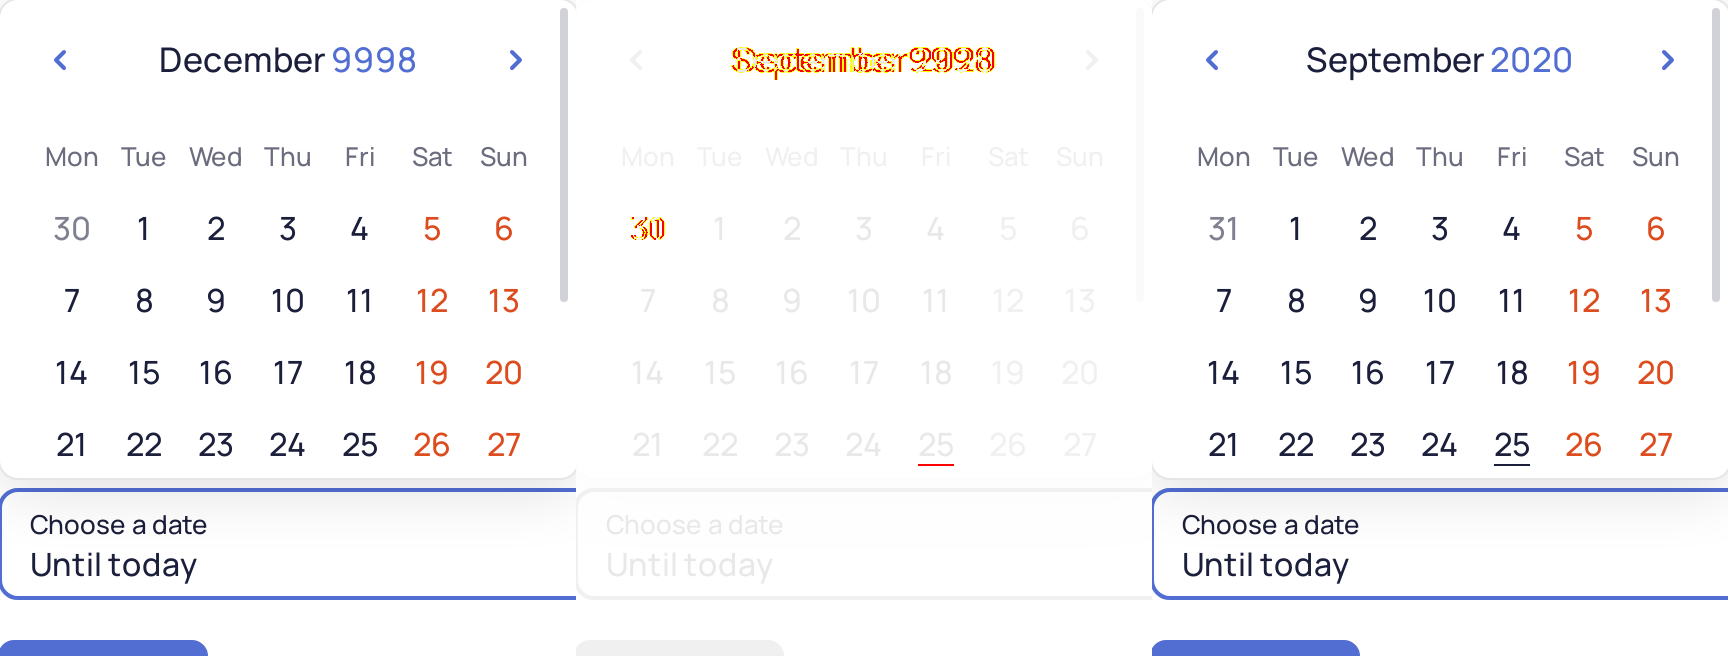 December 9998
Mon Tue Wed Thu Fri Sat Sun
30 1 2 3 4 5 6
7 8 9 10 11 12 13
14 15 16 17 18 19 20
21 22 23 24 25 26 27
Choose a date
Until today
Mon Tue Wed Thu Fri Sat Sun
1 2 3 4 5 6
7 8 9 10 11 12 13
14 15 16 17 18 19 20
21 22 23 24 25 26 27
Choose a date
Until today
September 2020
Mon Tue Wed Thu Fri Sat Sun
31 1 2 3 4 5 6
7 8 9 10 11 12 13
14 15 16 17 18 19 20
21 22 23 24 25 26 27
Choose a date
Until today